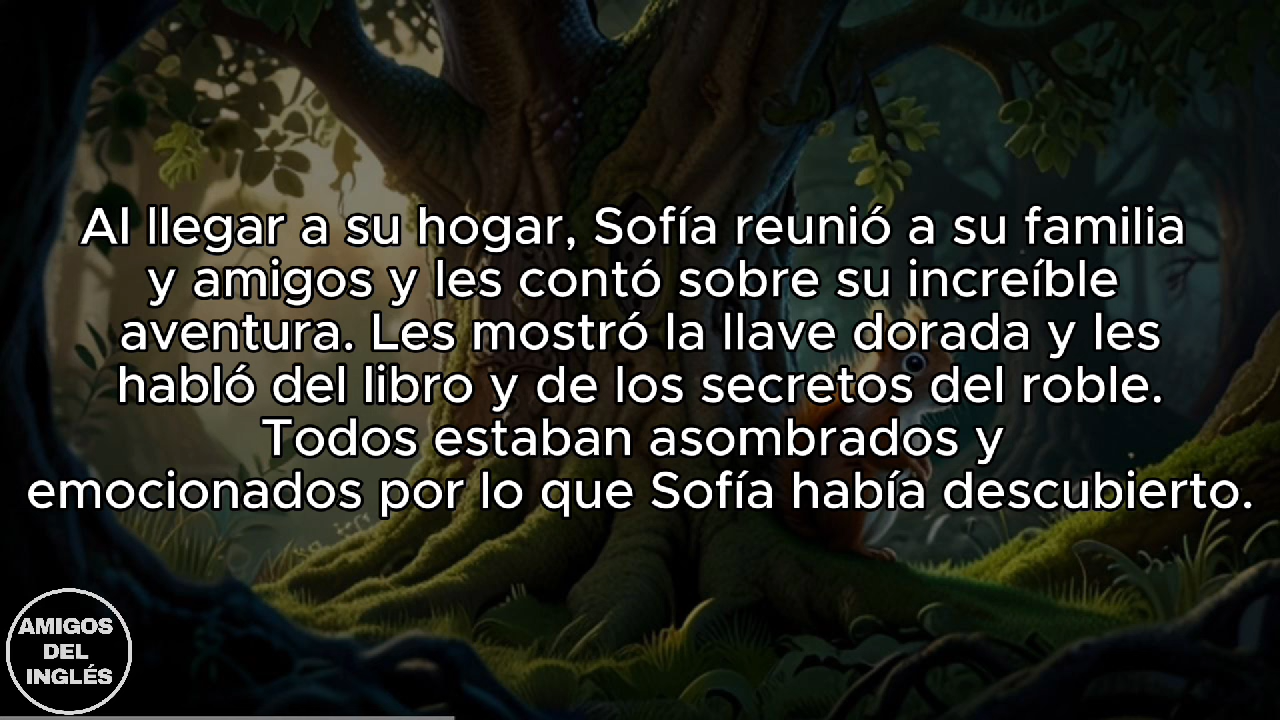 Al llegar a su hogar, Sofía reunió a su familia
y amigos y les contó sobre su increíble
aventura. Les mostró la llave dorada y les
habló del libro y de los secretos del roble.
Todos estaban asombrados y
emocionados por lo que Sofía había descubierto.
AMIGOS
DEL
INGLÉS